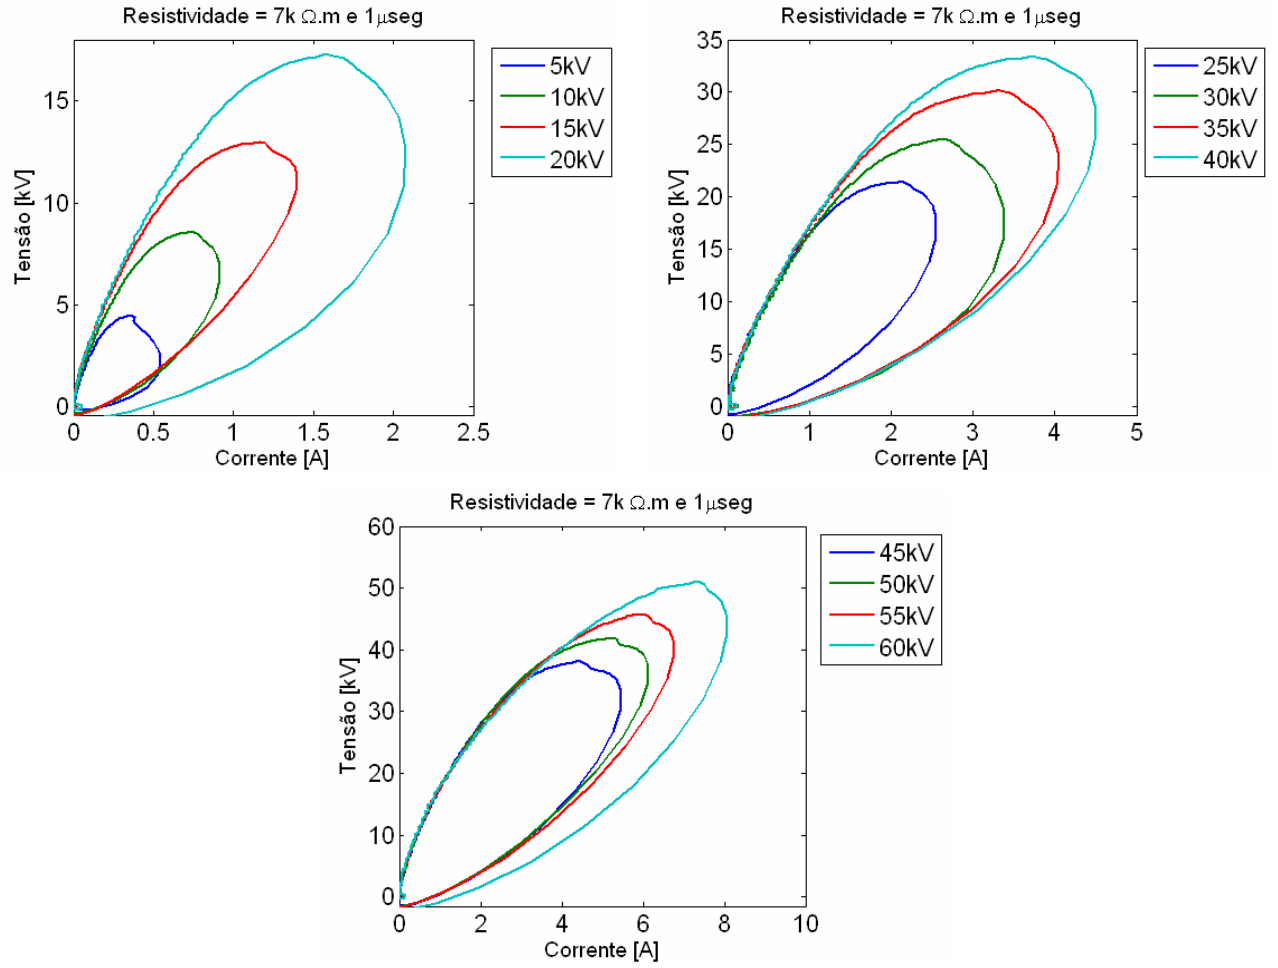 Resistividade = 7k Ω.m e 1μseg
Tensão [kV]
15
10
5
0
0 0.5 1 1.5 2 2.5
Corrente [A]
5kV
10kV
15kV
20kV
Resistividade = 7k Ω.m e 1μseg
Tensão [kV]
35
30
25
20
15
10
5
0
0 1 2 3 4 5
Corrente [A]
25kV
30kV
35kV
40kV
Resistividade = 7k Ω.m e 1μseg
Tensão [kV]
60
50
40
30
20
10
0
0 2 4 6 8 10
Corrente [A]
45kV
50kV
55kV
60kV